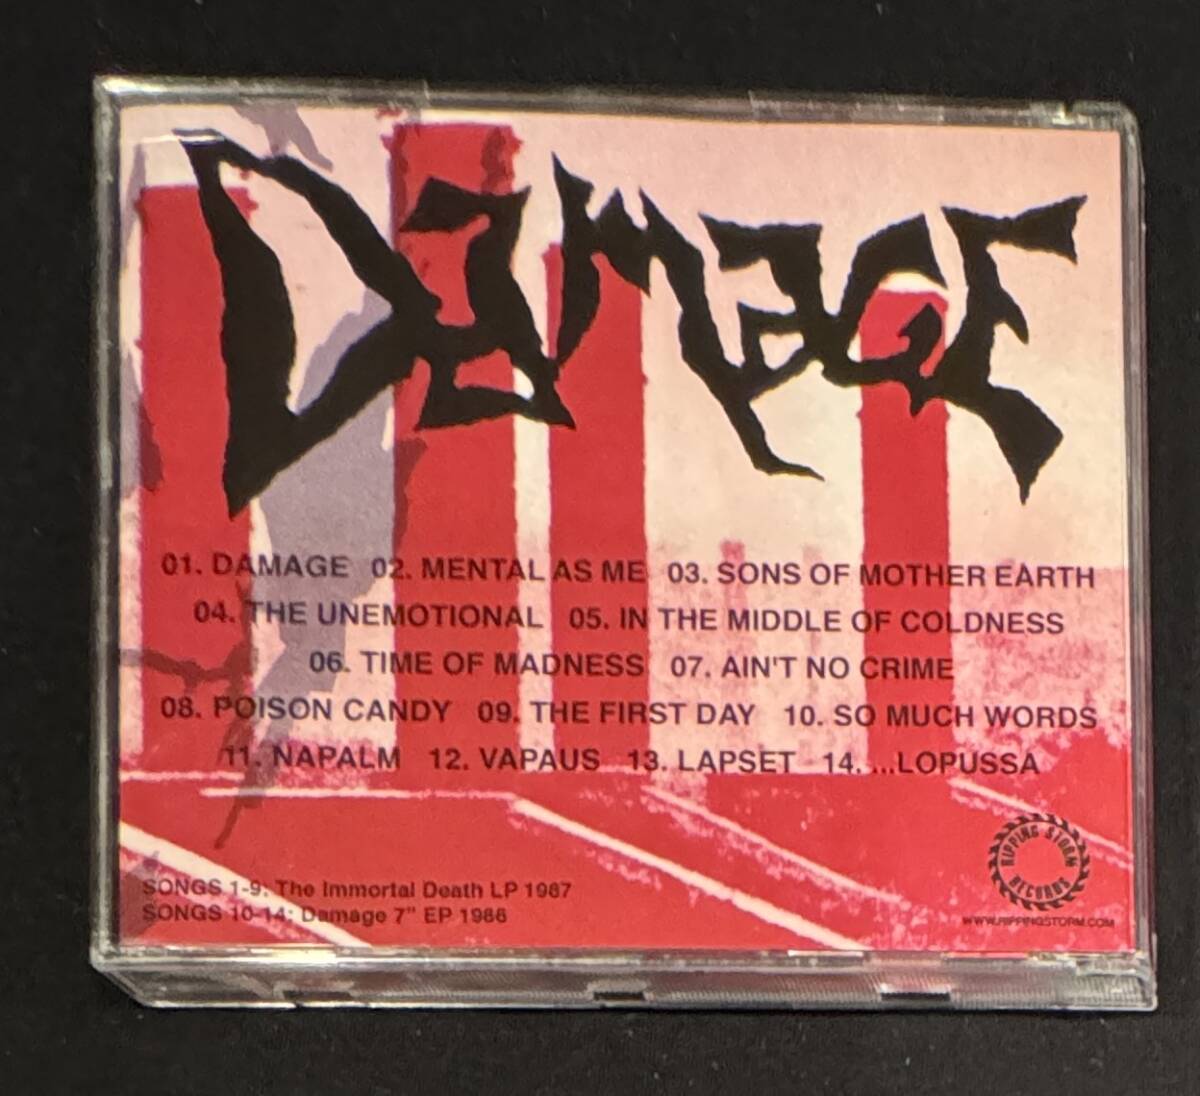 DAMAGE
01. DAMAGE 02. MENTAL AS ME 03. SONS OF MOTHER EARTH
04. THE UNEMOTIONAL 05. IN THE MIDDLE OF COLDNESS
06. TIME OF MADNESS 07. AIN'T NO CRIME
08. POISON CANDY 09. THE FIRST DAY 10. SO MUCH WORDS
11. NAPALM 12. VAPAUS 13. LAPSET 14. ...LOPUSSA
RIPPING STORM
RECORDS
SONGS 1-9: The Immortal Death LP 1987
SONGS 10-14: Damage 7" EP 1986
WWW.RIPPINGSTORM.COM